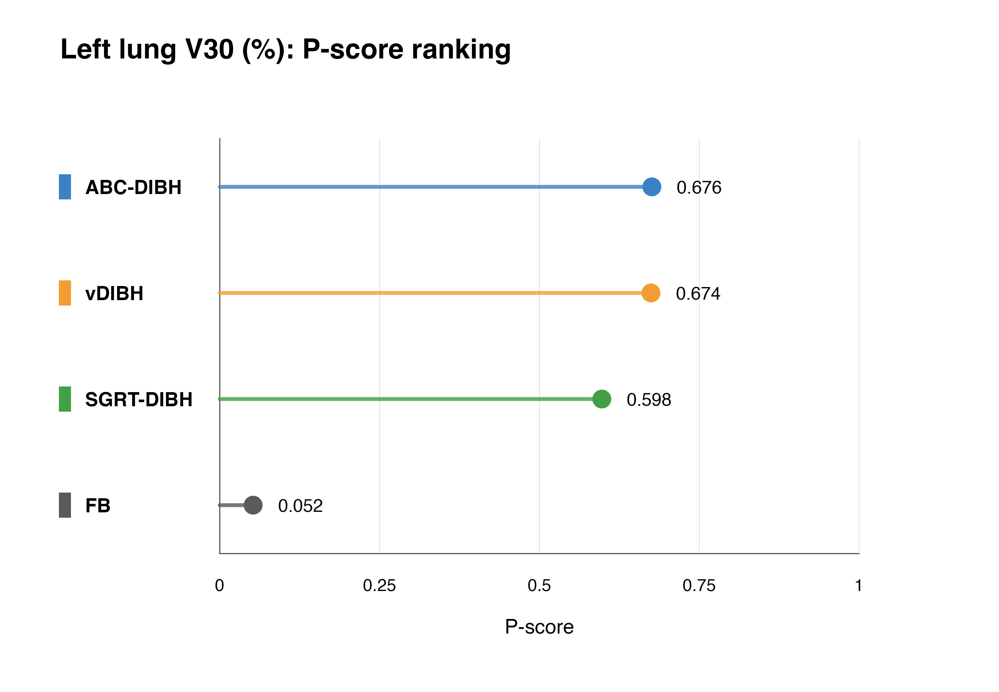 Left lung V30 (%): P-score ranking
ABC-DIBH 0.676
vDIBH 0.674
SGRT-DIBH 0.598
FB 0.052
0 0.25 0.5 0.75 1
P-score